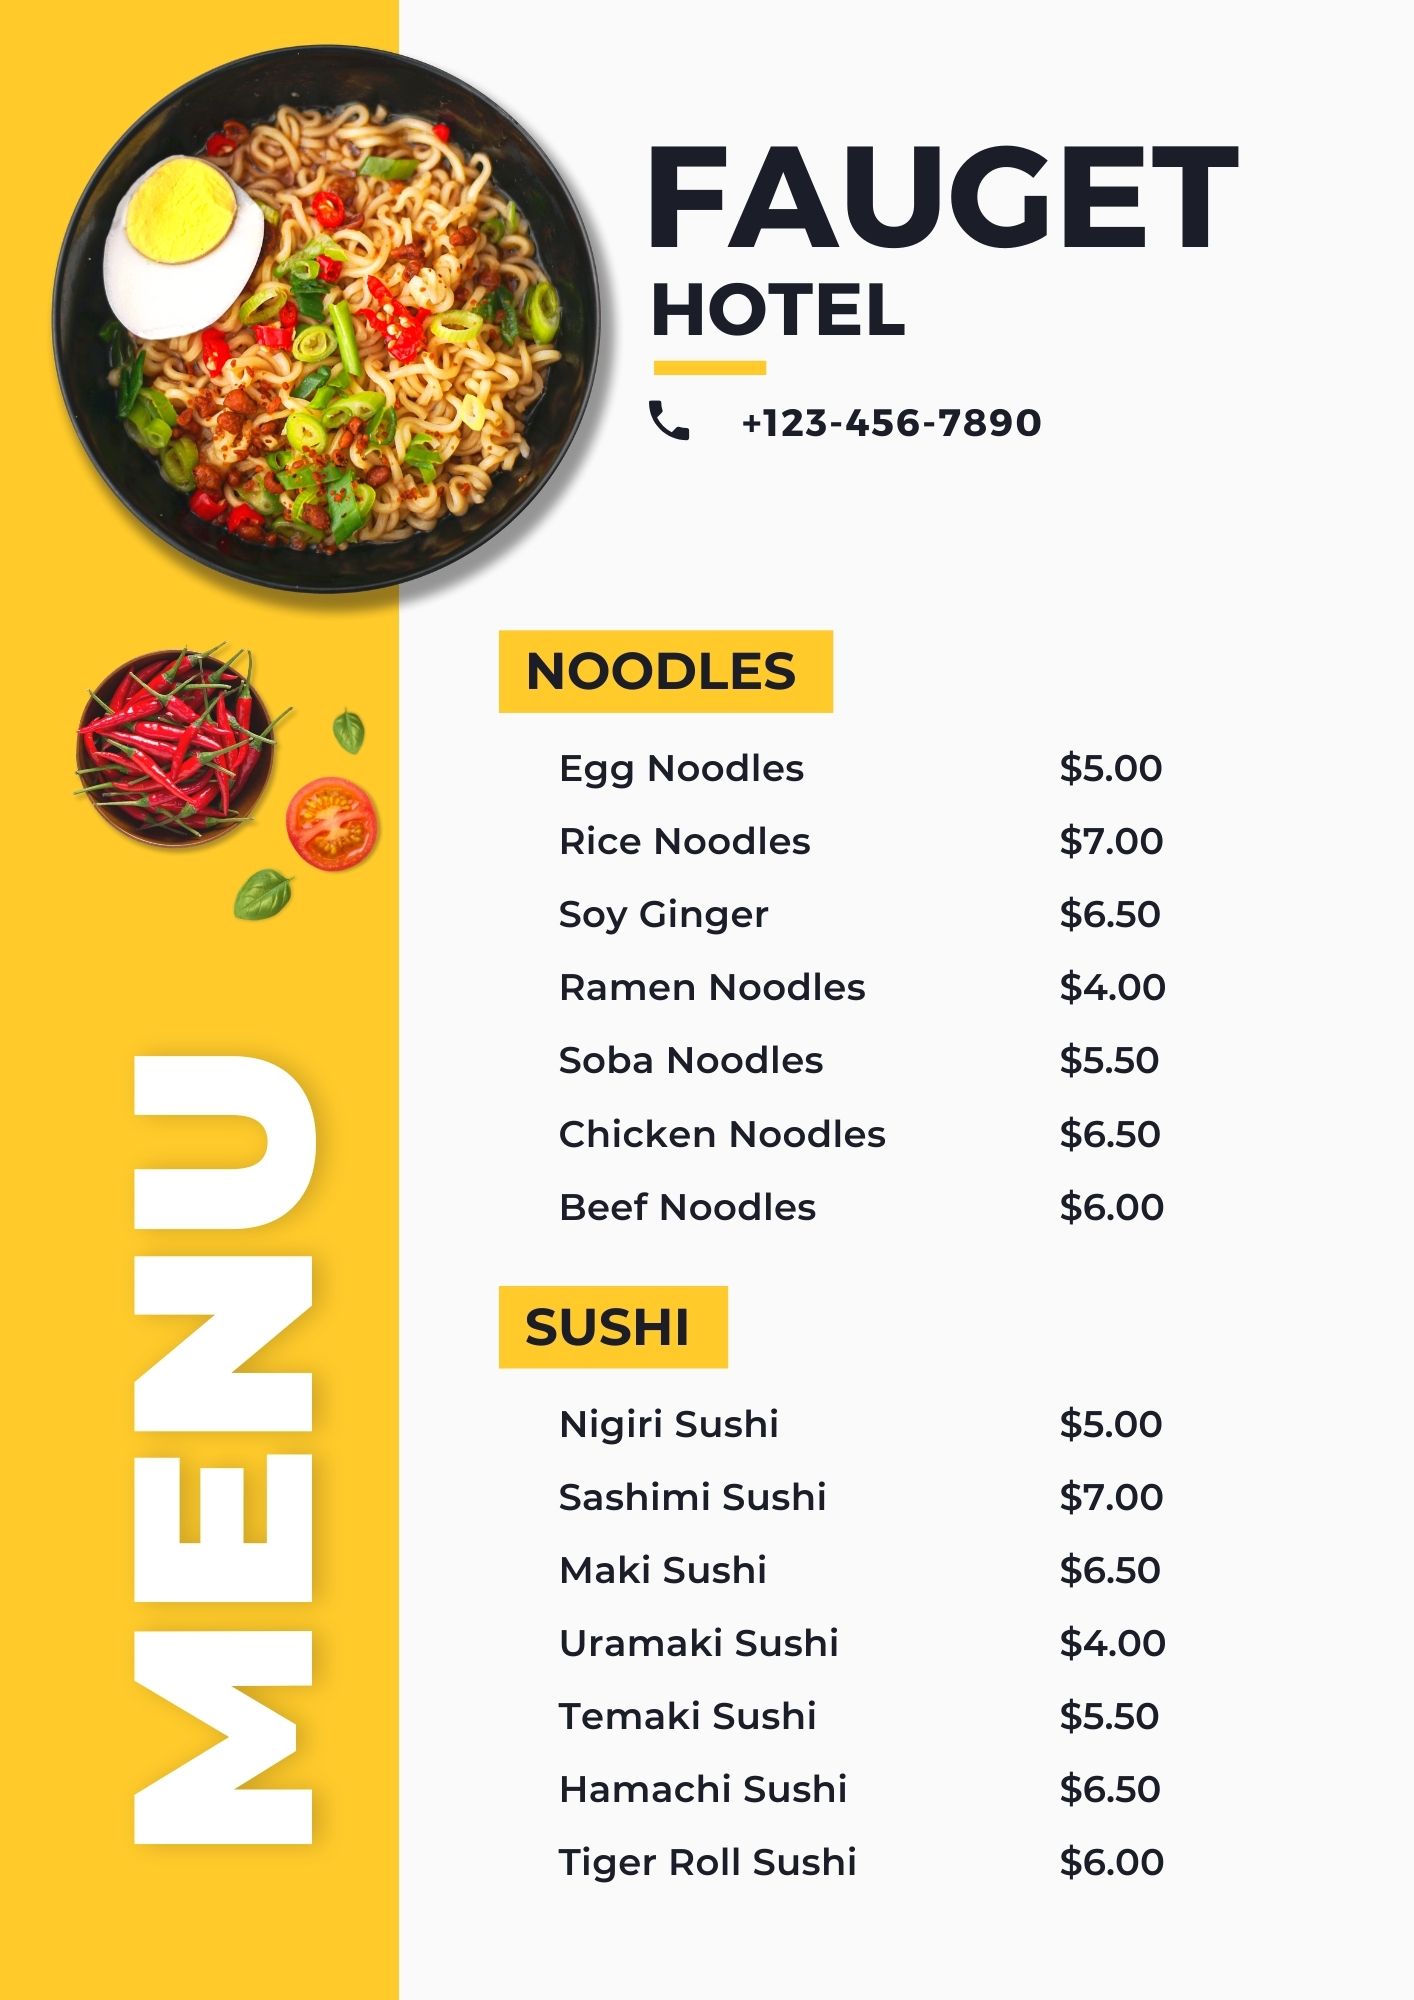 FAUGET
HOTEL
+123-456-7890
NOODLES
Egg Noodles $5.00
Rice Noodles $7.00
Soy Ginger $6.50
Ramen Noodles $4.00
Soba Noodles $5.50
Chicken Noodles $6.50
Beef Noodles $6.00
SUSHI
Nigiri Sushi $5.00
Sashimi Sushi $7.00
Maki Sushi $6.50
Uramaki Sushi $4.00
Temaki Sushi $5.50
Hamachi Sushi $6.50
Tiger Roll Sushi $6.00
MENU